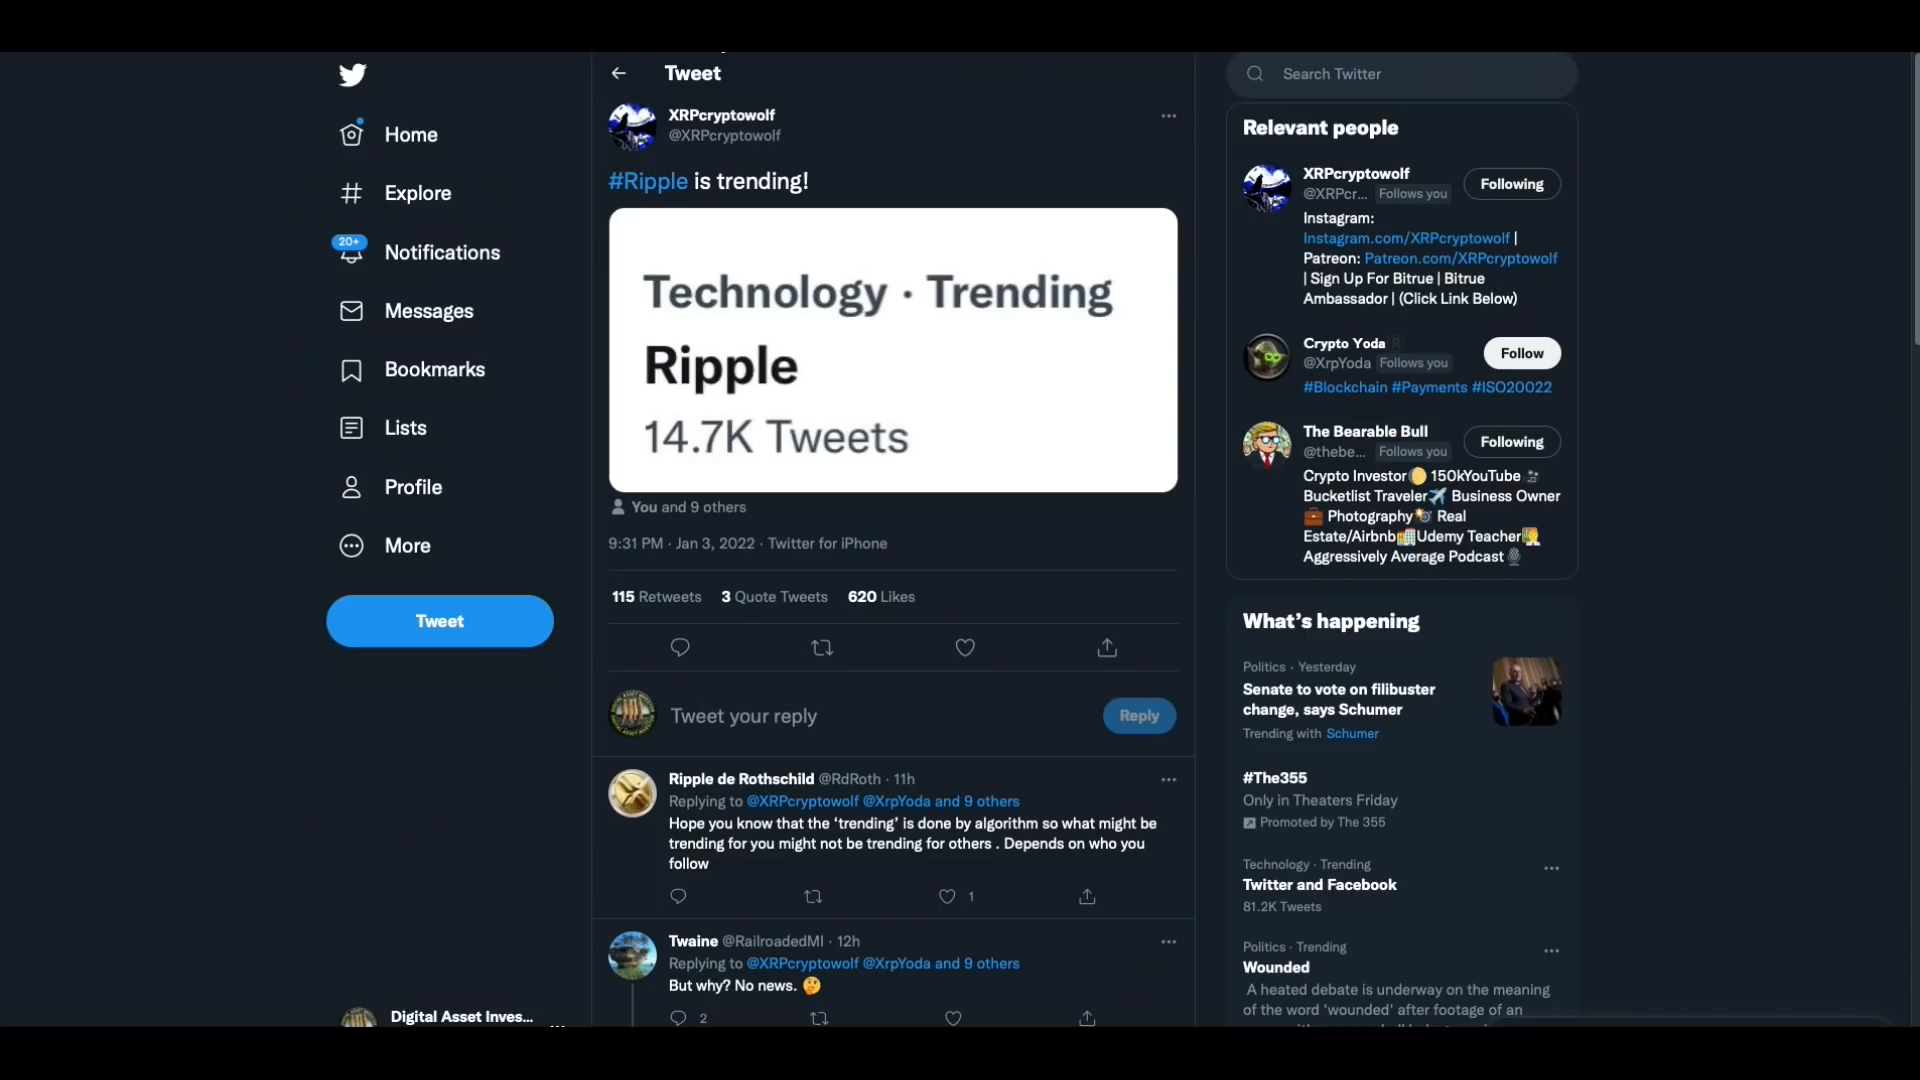 Home
Explore
20+
Notifications
Messages
Bookmarks
Lists
Profile
More
Tweet
Digital Asset Inves...
Tweet
XRPcryptowolf
@XRPcryptowolf
#Ripple is trending!
Technology · Trending
Ripple
14.7K Tweets
You and 9 others
9:31 PM · Jan 3, 2022 · Twitter for iPhone
115 Retweets 3 Quote Tweets 620 Likes
Tweet your reply
Reply
Ripple de Rothschild @RdRoth · 11h
Replying to @XRPcryptowolf @XrpYoda and 9 others
Hope you know that the ‘trending’ is done by algorithm so what might be
trending for you might not be trending for others . Depends on who you
follow
1
Twaine @RailroadedMI · 12h
Replying to @XRPcryptowolf @XrpYoda and 9 others
But why? No news. 🤔
2
Search Twitter
Relevant people
XRPcryptowolf
@XRPcr... Follows you
Following
Instagram:
Instagram.com/XRPcryptowolf |
Patreon: Patreon.com/XRPcryptowolf
| Sign Up For Bitrue | Bitrue
Ambassador | (Click Link Below)
Crypto Yoda
@XrpYoda Follows you
Follow
#Blockchain #Payments #ISO20022
The Bearable Bull
@thebe... Follows you
Following
Crypto Investor 150kYouTube
Bucketlist Traveler✈️ Business Owner
💼 Photography📸 Real
Estate/Airbnb🏨Udemy Teacher
Aggressively Average Podcast🎙️
What’s happening
Politics · Yesterday
Senate to vote on filibuster
change, says Schumer
Trending with Schumer
#The355
Only in Theaters Friday
Promoted by The 355
Technology · Trending
Twitter and Facebook
81.2K Tweets
Politics · Trending
Wounded
A heated debate is underway on the meaning
of the word 'wounded' after footage of an